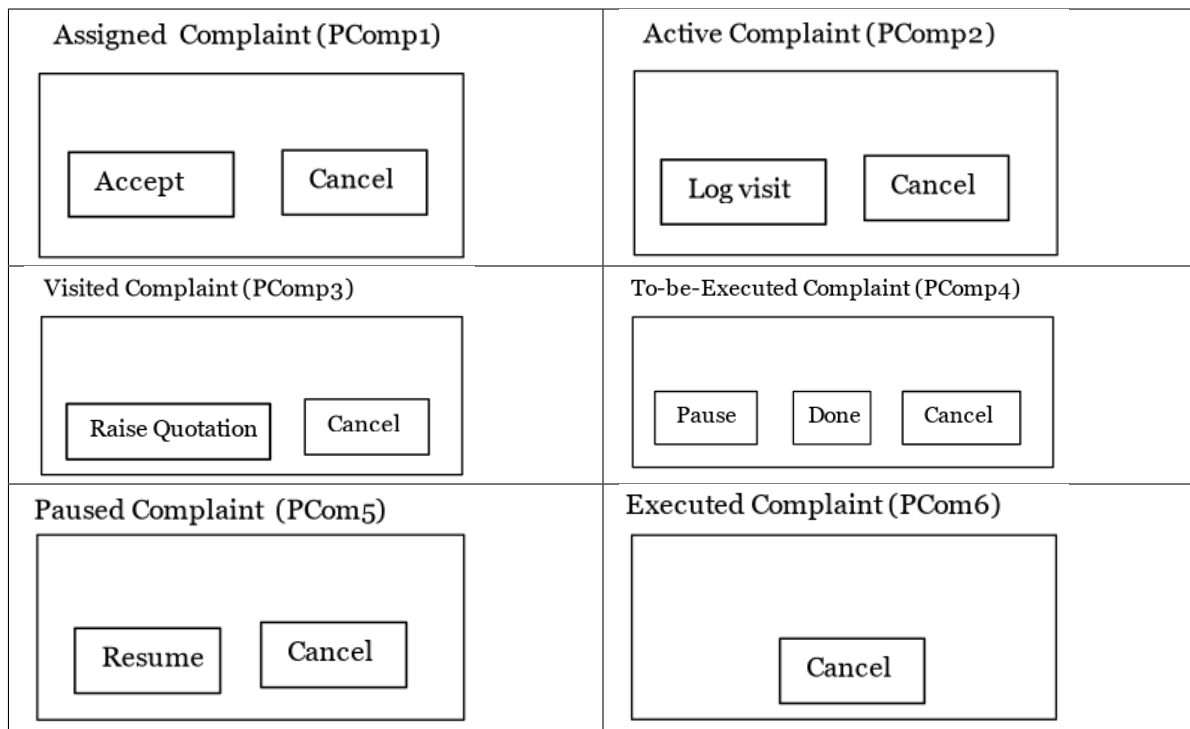 Assigned Complaint (PComp1)
Accept
Cancel
Active Complaint (PComp2)
Log visit
Cancel
Visited Complaint (PComp3)
Raise Quotation
Cancel
To-be-Executed Complaint (PComp4)
Pause
Done
Cancel
Paused Complaint (PCom5)
Resume
Cancel
Executed Complaint (PCom6)
Cancel